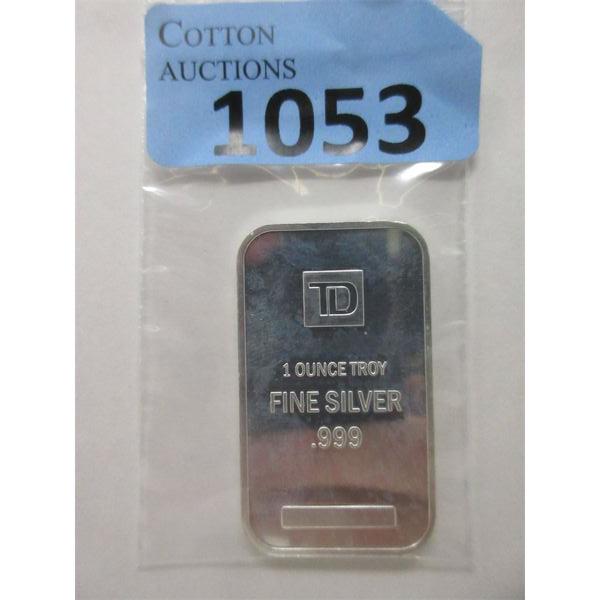 COTTON
AUCTIONS
1053
TD
1 OUNCE TROY
FINE SILVER
.999